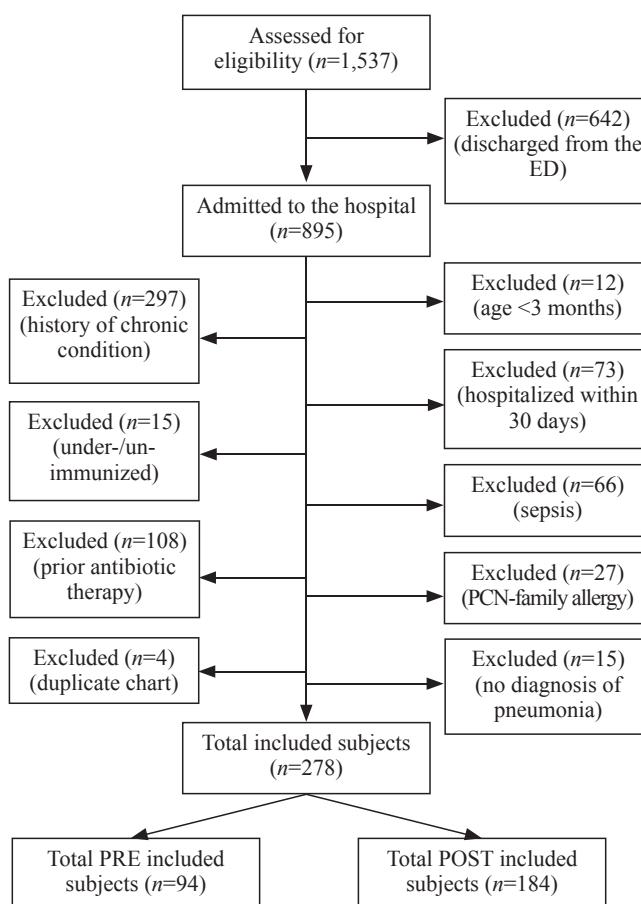 Assessed for
eligibility (n=1,537)
Excluded (n=642)
(discharged from the
ED)
Admitted to the hospital
(n=895)
Excluded (n=297)
(history of chronic
condition)
Excluded (n=12)
(age <3 months)
Excluded (n=73)
(hospitalized within
30 days)
Excluded (n=15)
(under-/un-
immunized)
Excluded (n=66)
(sepsis)
Excluded (n=108)
(prior antibiotic
therapy)
Excluded (n=27)
(PCN-family allergy)
Excluded (n=4)
(duplicate chart)
Excluded (n=15)
(no diagnosis of
pneumonia)
Total included subjects
(n=278)
Total PRE included
subjects (n=94)
Total POST included
subjects (n=184)